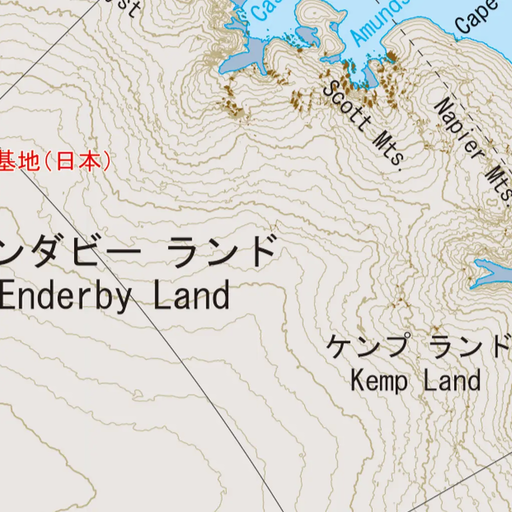 Cape
Amunds
Scott Mts.
Napier Mts.
基地(日本)
ンダビー ランド
Enderby Land
ケンプ ランド
Kemp Land